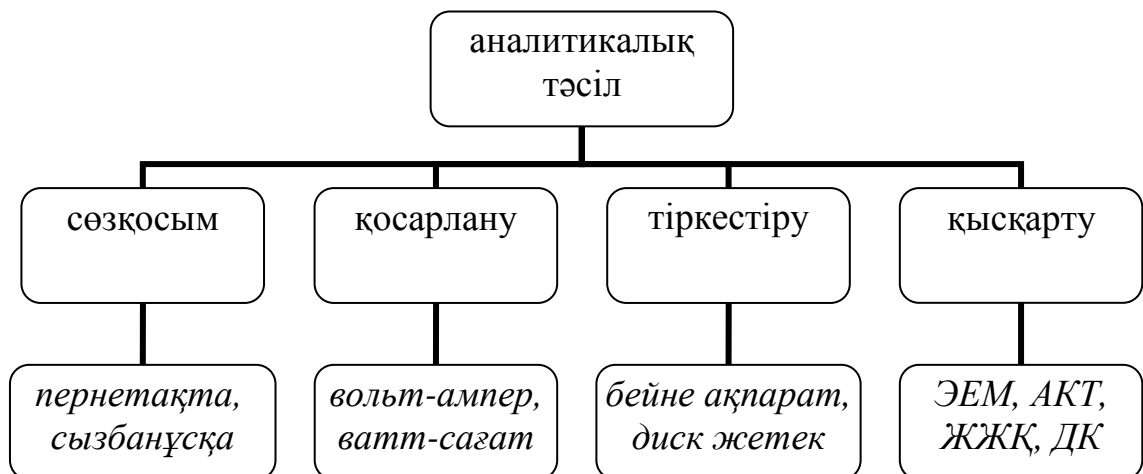 аналитикалық
тәсіл
сөзқосым
қосарлану
тіркестіру
қысқарту
пернетақта,
сызбанұсқа
вольт-ампер,
ватт-сағат
бейне ақпарат,
диск жетек
ЭЕМ, АКТ,
ЖЖҚ, ДК